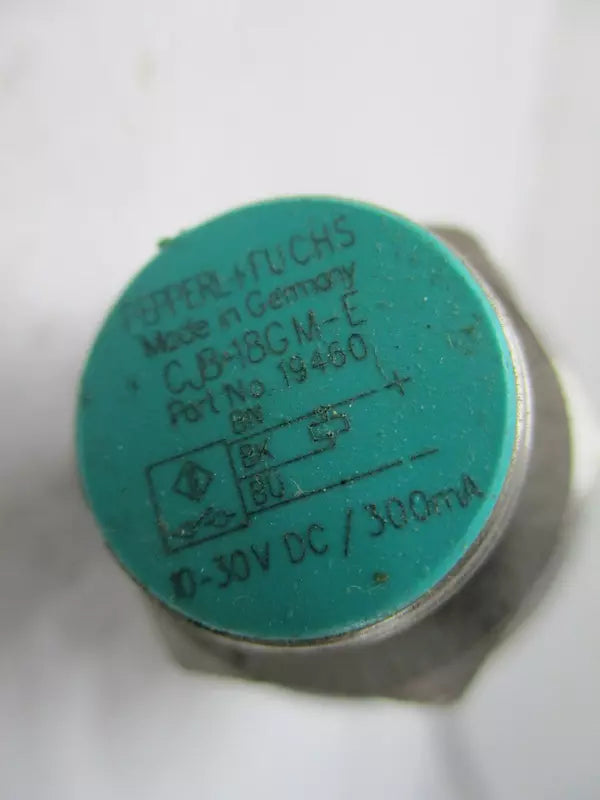 PEPPERL+FUCHS
Made in Germany
CJ8-18GM-E
Part No. 19460
BN
+
BK
BU
-
10-30V DC / 300mA